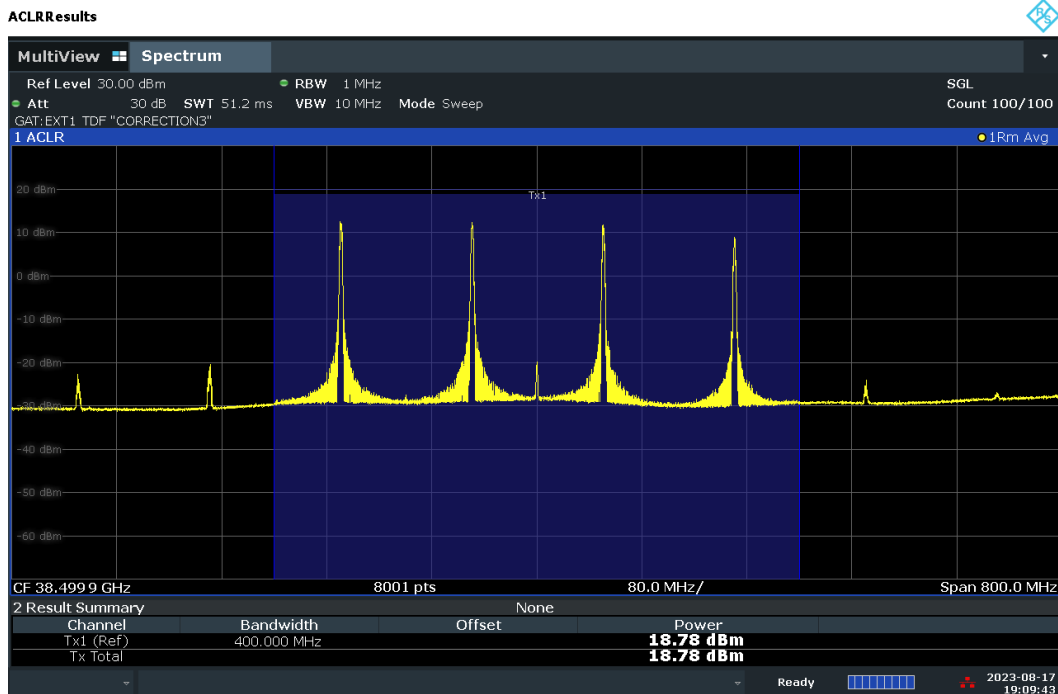 ACLRResults
R&S
MultiView Spectrum
Ref Level 30.00 dBm RBW 1 MHz SGL
Att 30 dB SWT 51.2 ms VBW 10 MHz Mode Sweep Count 100/100
GAT:EXT1 TDF "CORRECTION3"
1 ACLR 1Rm Avg
Tx1
20 dBm
10 dBm
0 dBm
-10 dBm
-20 dBm
-30 dBm
-40 dBm
-50 dBm
-60 dBm
CF 38.4999 GHz 8001 pts 80.0 MHz/ Span 800.0 MHz
2 Result Summary None
Channel Bandwidth Offset Power
Tx1 (Ref) 400.000 MHz 18.78 dBm
Tx Total 18.78 dBm
Ready 2023-08-17
19:09:43